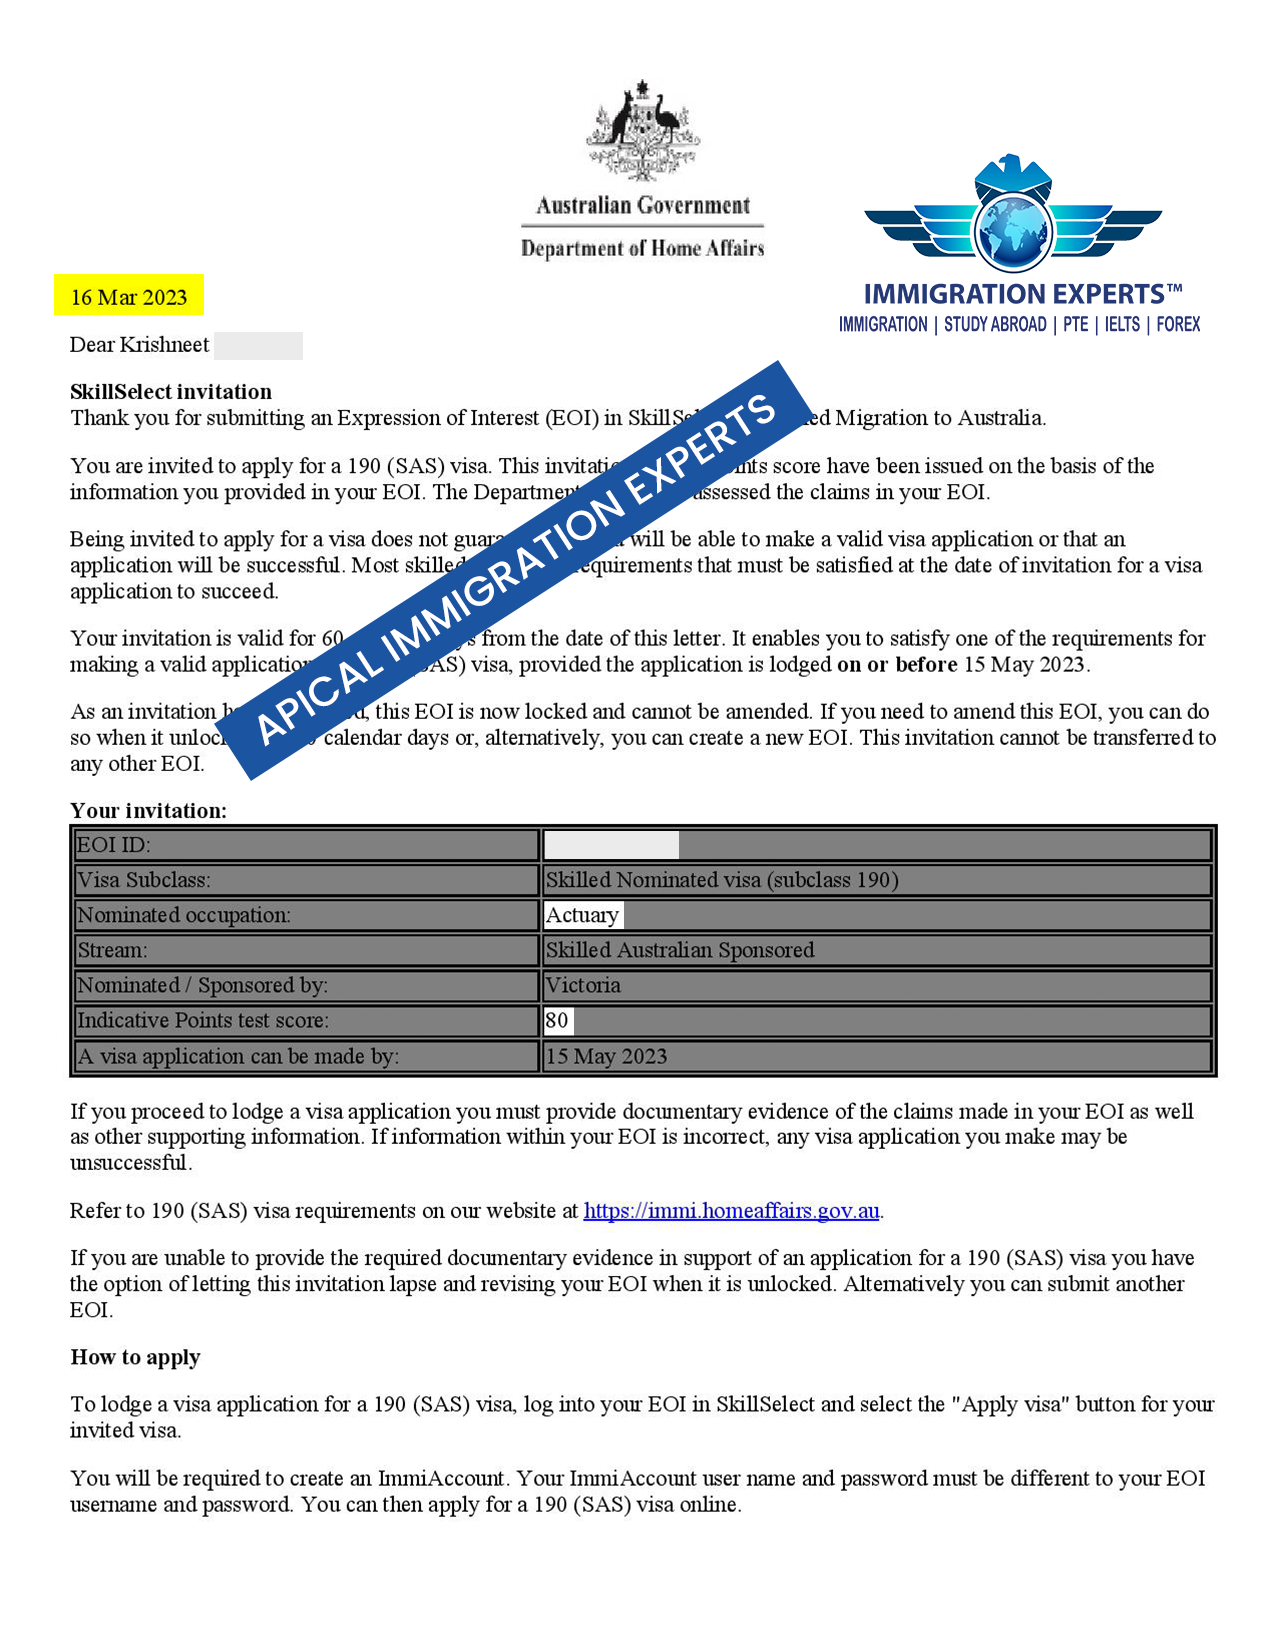 Australian Government
Department of Home Affairs
IMMIGRATION EXPERTS™
IMMIGRATION | STUDY ABROAD | PTE | IELTS | FOREX
16 Mar 2023
Dear Krishneet
SkillSelect invitation
Thank you for submitting an Expression of Interest (EOI) in Migration to Australia.
You are invited to apply for a 190 (SAS) visa. This score have been issued on the basis of the
information you provided in your EOI. The Department assessed the claims in your EOI.
Being invited to apply for a visa does not will be able to make a valid visa application or that an
application will be successful. Most skilled requirements that must be satisfied at the date of invitation for a visa
application to succeed.
Your invitation is valid for 60 from the date of this letter. It enables you to satisfy one of the requirements for
making a valid application (SAS) visa, provided the application is lodged on or before 15 May 2023.
As an invitation this EOI is now locked and cannot be amended. If you need to amend this EOI, you can do
so when it calendar days or, alternatively, you can create a new EOI. This invitation cannot be transferred to
any other EOI.
APICAL IMMIGRATION EXPERTS
Your invitation:
EOI ID:
Visa Subclass: Skilled Nominated visa (subclass 190)
Nominated occupation: Actuary
Stream: Skilled Australian Sponsored
Nominated / Sponsored by: Victoria
Indicative Points test score: 80
A visa application can be made by: 15 May 2023
If you proceed to lodge a visa application you must provide documentary evidence of the claims made in your EOI as well
as other supporting information. If information within your EOI is incorrect, any visa application you make may be
unsuccessful.
Refer to 190 (SAS) visa requirements on our website at https://immi.homeaffairs.gov.au.
If you are unable to provide the required documentary evidence in support of an application for a 190 (SAS) visa you have
the option of letting this invitation lapse and revising your EOI when it is unlocked. Alternatively you can submit another
EOI.
How to apply
To lodge a visa application for a 190 (SAS) visa, log into your EOI in SkillSelect and select the "Apply visa" button for your
invited visa.
You will be required to create an ImmiAccount. Your ImmiAccount user name and password must be different to your EOI
username and password. You can then apply for a 190 (SAS) visa online.